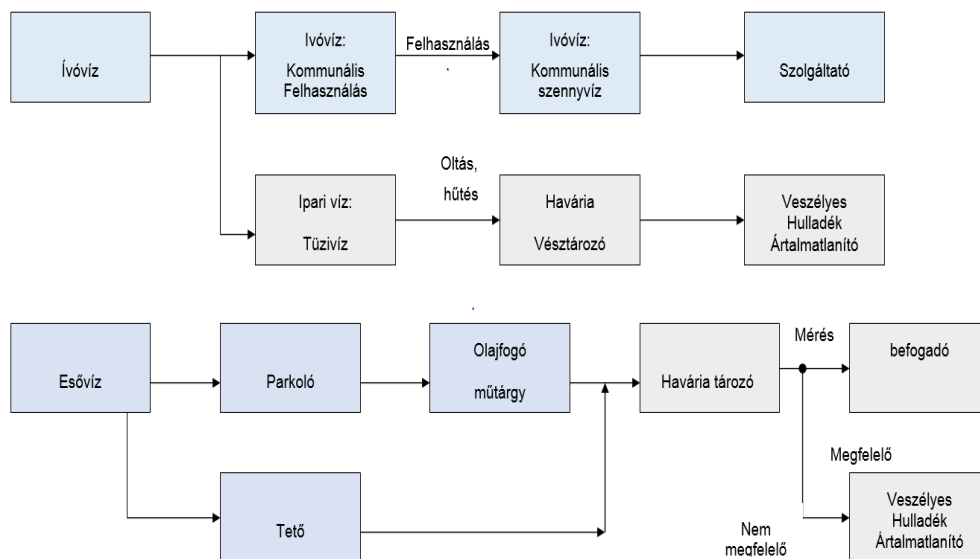 Ívóvíz
Ivóvíz:
Kommunális
Felhasználás
Felhasználás
Ivóvíz:
Kommunális
szennyvíz
Szolgáltató
Ipari víz:
Tüzivíz
Oltás,
hűtés
Havária
Vésztározó
Veszélyes
Hulladék
Ártalmatlanító
Esővíz
Parkoló
Olajfogó
műtárgy
Havária tározó
Mérés
befogadó
Megfelelő
Tető
Nem
megfelelő
Veszélyes
Hulladék
Ártalmatlanító